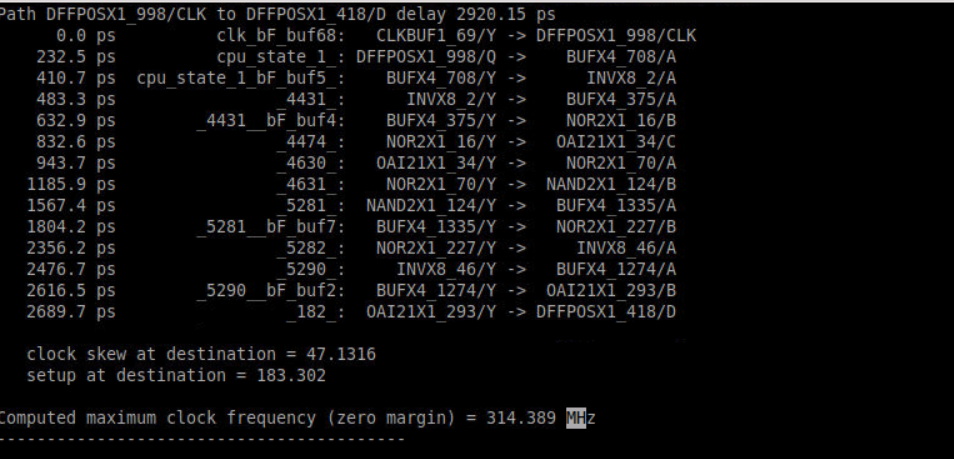 Path DFFPOSX1_998/CLK to DFFPOSX1_418/D delay 2920.15 ps
0.0 ps clk_bF_buf68: CLKBUF1_69/Y -> DFFPOSX1_998/CLK
232.5 ps cpu_state_1_: DFFPOSX1_998/Q -> BUFX4_708/A
410.7 ps cpu_state_1_bF_buf5_: BUFX4_708/Y -> INVX8_2/A
483.3 ps _4431_: INVX8_2/Y -> BUFX4_375/A
632.9 ps _4431__bF_buf4: BUFX4_375/Y -> NOR2X1_16/B
832.6 ps _4474_: NOR2X1_16/Y -> OAI21X1_34/C
943.7 ps _4630_: OAI21X1_34/Y -> NOR2X1_70/A
1185.9 ps _4631_: NOR2X1_70/Y -> NAND2X1_124/B
1567.4 ps _5281_: NAND2X1_124/Y -> BUFX4_1335/A
1804.2 ps _5281__bF_buf7: BUFX4_1335/Y -> NOR2X1_227/B
2356.2 ps _5282_: NOR2X1_227/Y -> INVX8_46/A
2476.7 ps _5290_: INVX8_46/Y -> BUFX4_1274/A
2616.5 ps _5290__bF_buf2: BUFX4_1274/Y -> OAI21X1_293/B
2689.7 ps _182_: OAI21X1_293/Y -> DFFPOSX1_418/D
clock skew at destination = 47.1316
setup at destination = 183.302
Computed maximum clock frequency (zero margin) = 314.389 MHz
-----------------------------------------